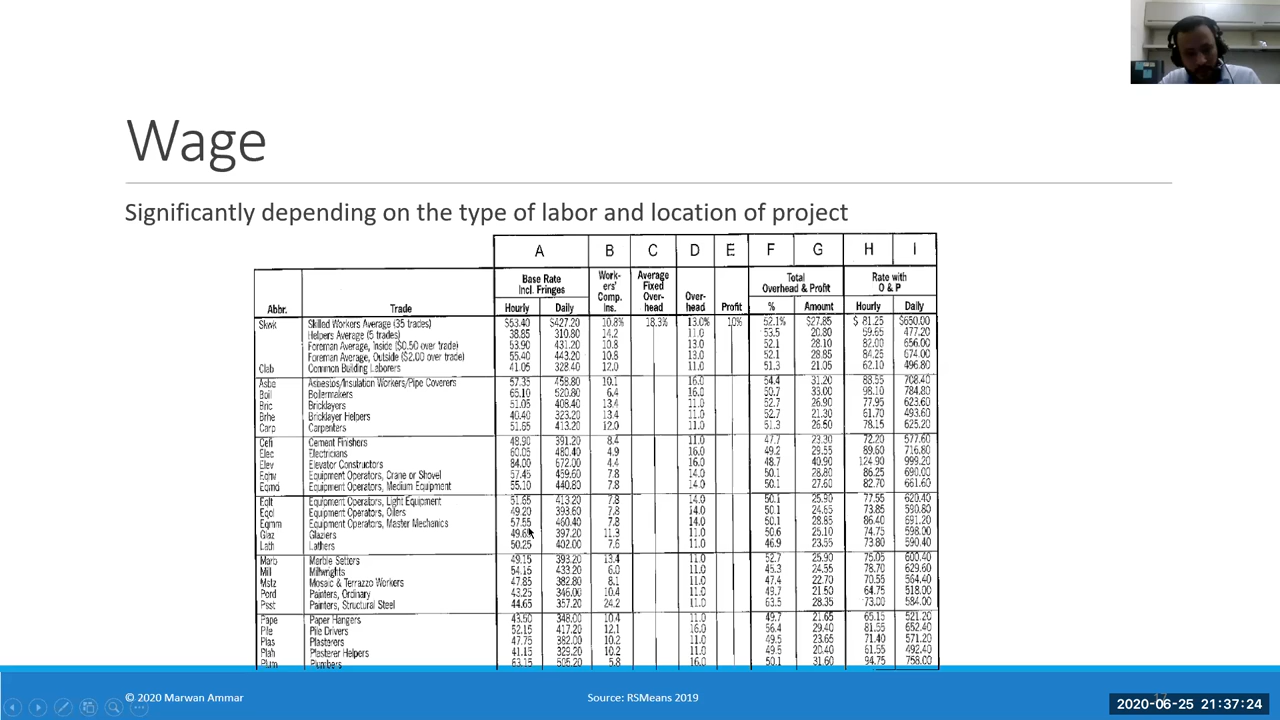 Wage
Significantly depending on the type of labor and location of project
A B C D E F G H I
Abbr. Trade Base Rate Incl. Fringes Work-ers' Comp. Ins. Average Fixed Over-head Over-head Profit Total Overhead & Profit Rate with O & P
Hourly Daily % Amount Hourly Daily
Skwk Skilled Workers Average (35 trades) $53.40 $427.20 10.8% 18.3% 13.0% 10% 52.1% $27.85 $ 81.25 $650.00
Helpers Average (5 trades) 38.85 310.80 14.2 11.0 53.5 20.80 59.65 477.20
Foreman Average, Inside ($0.50 over trade) 53.90 431.20 10.8 13.0 52.1 28.10 82.00 656.00
Foreman Average, Outside ($2.00 over trade) 55.40 443.20 10.8 13.0 52.1 28.85 84.25 674.00
Clab Common Building Laborers 41.05 328.40 12.0 11.0 51.3 21.05 62.10 496.80
Asbe Asbestos/Insulation Workers/Pipe Coverers 57.35 458.80 10.1 16.0 54.4 31.20 88.55 708.40
Boil Boilermakers 65.10 520.80 6.4 16.0 50.7 33.00 98.10 784.80
Bric Bricklayers 51.05 408.40 13.4 11.0 52.7 26.90 77.95 623.60
Brhe Bricklayer Helpers 40.40 323.20 13.4 11.0 52.7 21.30 61.70 493.60
Carp Carpenters 51.65 413.20 12.0 11.0 51.3 26.50 78.15 625.20
Cefi Cement Finishers 48.90 391.20 8.4 11.0 47.7 23.30 72.20 577.60
Elec Electricians 60.05 480.40 4.9 16.0 49.2 29.55 89.60 716.80
Elev Elevator Constructors 84.00 672.00 4.4 16.0 48.7 40.90 124.90 999.20
Eqhv Equipment Operators, Crane or Shovel 57.45 459.60 7.8 14.0 50.1 28.80 86.25 690.00
Eqmd Equipment Operators, Medium Equipment 55.10 440.80 7.8 14.0 50.1 27.60 82.70 661.60
Eqlt Equipment Operators, Light Equipment 51.65 413.20 7.8 14.0 50.1 25.90 77.55 620.40
Eqol Equipment Operators, Oilers 49.20 393.60 7.8 14.0 50.1 24.65 73.85 590.80
Eqmm Equipment Operators, Master Mechanics 57.55 460.40 7.8 14.0 50.1 28.85 86.40 691.20
Glaz Glaziers 49.65 397.20 11.3 11.0 50.6 25.10 74.75 598.00
Lath Lathers 50.25 402.00 7.6 11.0 46.9 23.55 73.80 590.40
Marb Marble Setters 49.15 393.20 13.4 11.0 52.7 25.90 75.05 600.40
Mill Millwrights 54.15 433.20 6.0 11.0 45.3 24.55 78.70 629.60
Mstz Mosaic & Terrazzo Workers 47.85 382.80 8.1 11.0 47.4 22.70 70.55 564.40
Pord Painters, Ordinary 43.25 346.00 10.4 11.0 49.7 21.50 64.75 518.00
Psst Painters, Structural Steel 44.65 357.20 24.2 11.0 63.5 28.35 73.00 584.00
Pape Paper Hangers 43.50 348.00 10.4 11.0 49.7 21.65 65.15 521.20
Pile Pile Drivers 52.15 417.20 12.1 16.0 56.4 29.40 81.55 652.40
Plas Plasterers 47.75 382.00 10.2 11.0 49.5 23.65 71.40 571.20
Plah Plasterer Helpers 41.15 329.20 10.2 11.0 49.5 20.40 61.55 492.40
Plum Plumbers 63.15 505.20 5.8 16.0 50.1 31.60 94.75 758.00
© 2020 Marwan Ammar Source: RSMeans 2019 17
2020-06-25 21:37:24